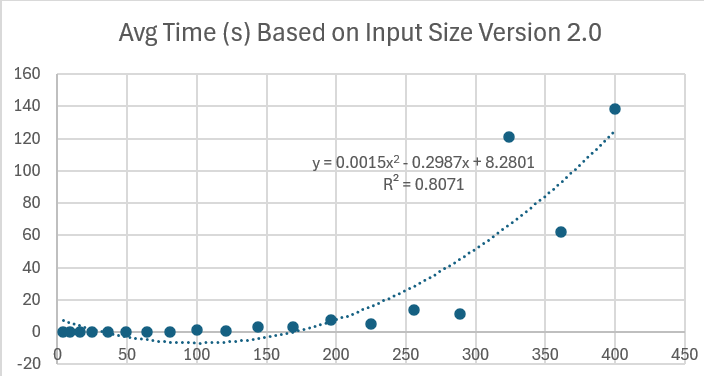 Avg Time (s) Based on Input Size Version 2.0
160
140
120
100
80
60
40
20
0
-20
y = 0.0015x² - 0.2987x + 8.2801
R² = 0.8071
0 50 100 150 200 250 300 350 400 450